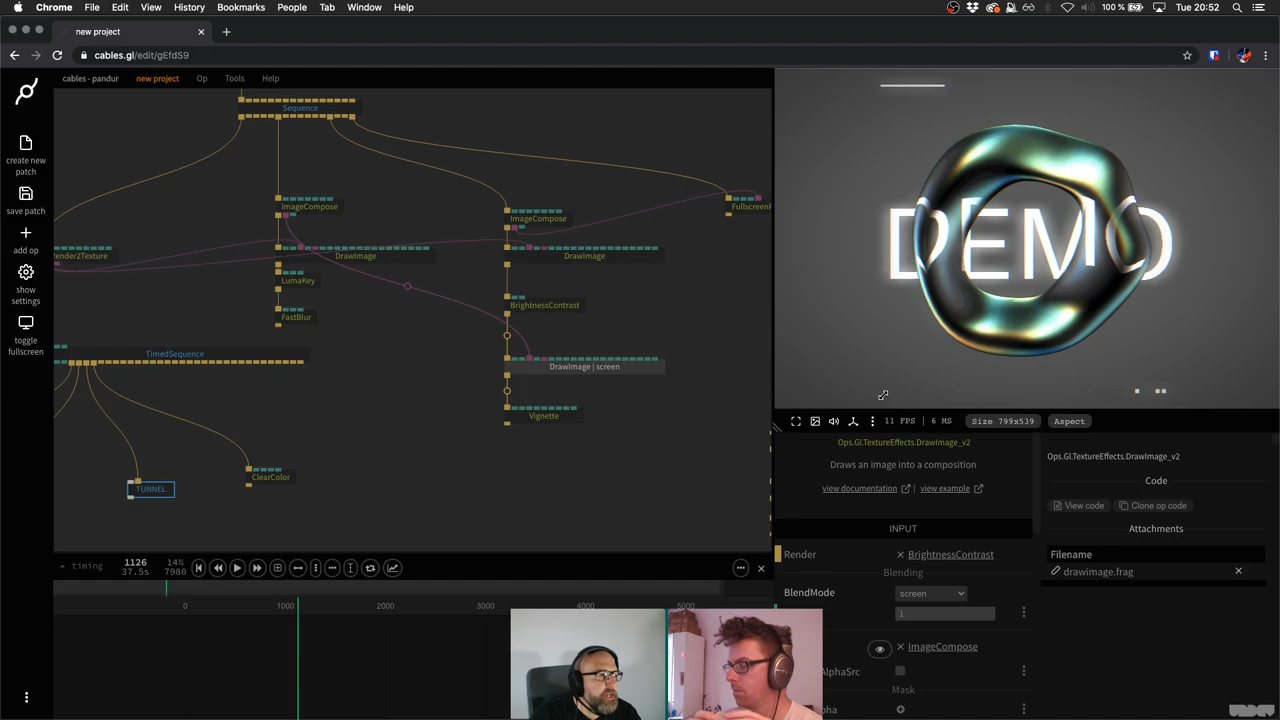 Chrome File Edit View History Bookmarks People Tab Window Help 100 % Tue 20:52
new project
cables.gl/edit/gEfdS9
cables - pandur new project Op Tools Help
create new
patch
save patch
add op
show
settings
toggle
fullscreen
Sequence
ImageCompose
ImageCompose
Render2Texture
DrawImage
DrawImage
LumaKey
BrightnessContrast
FastBlur
TimedSequence
DrawImage | screen
Vignette
TUNNEL
ClearColor
DEMO
11 FPS 6 MS Size 799x539 Aspect
Ops.Gl.TextureEffects.DrawImage_v2
Draws an image into a composition
view documentation view example
INPUT
Render BrightnessContrast
Blending
BlendMode screen
1
ImageCompose
AlphaSrc
Mask
Ops.Gl.TextureEffects.DrawImage_v2
Code
View code Clone op code
Attachments
Filename
drawimage.frag
timing 1126 14%
37.5s 7980
0 1000 2000 3000 4000 5000